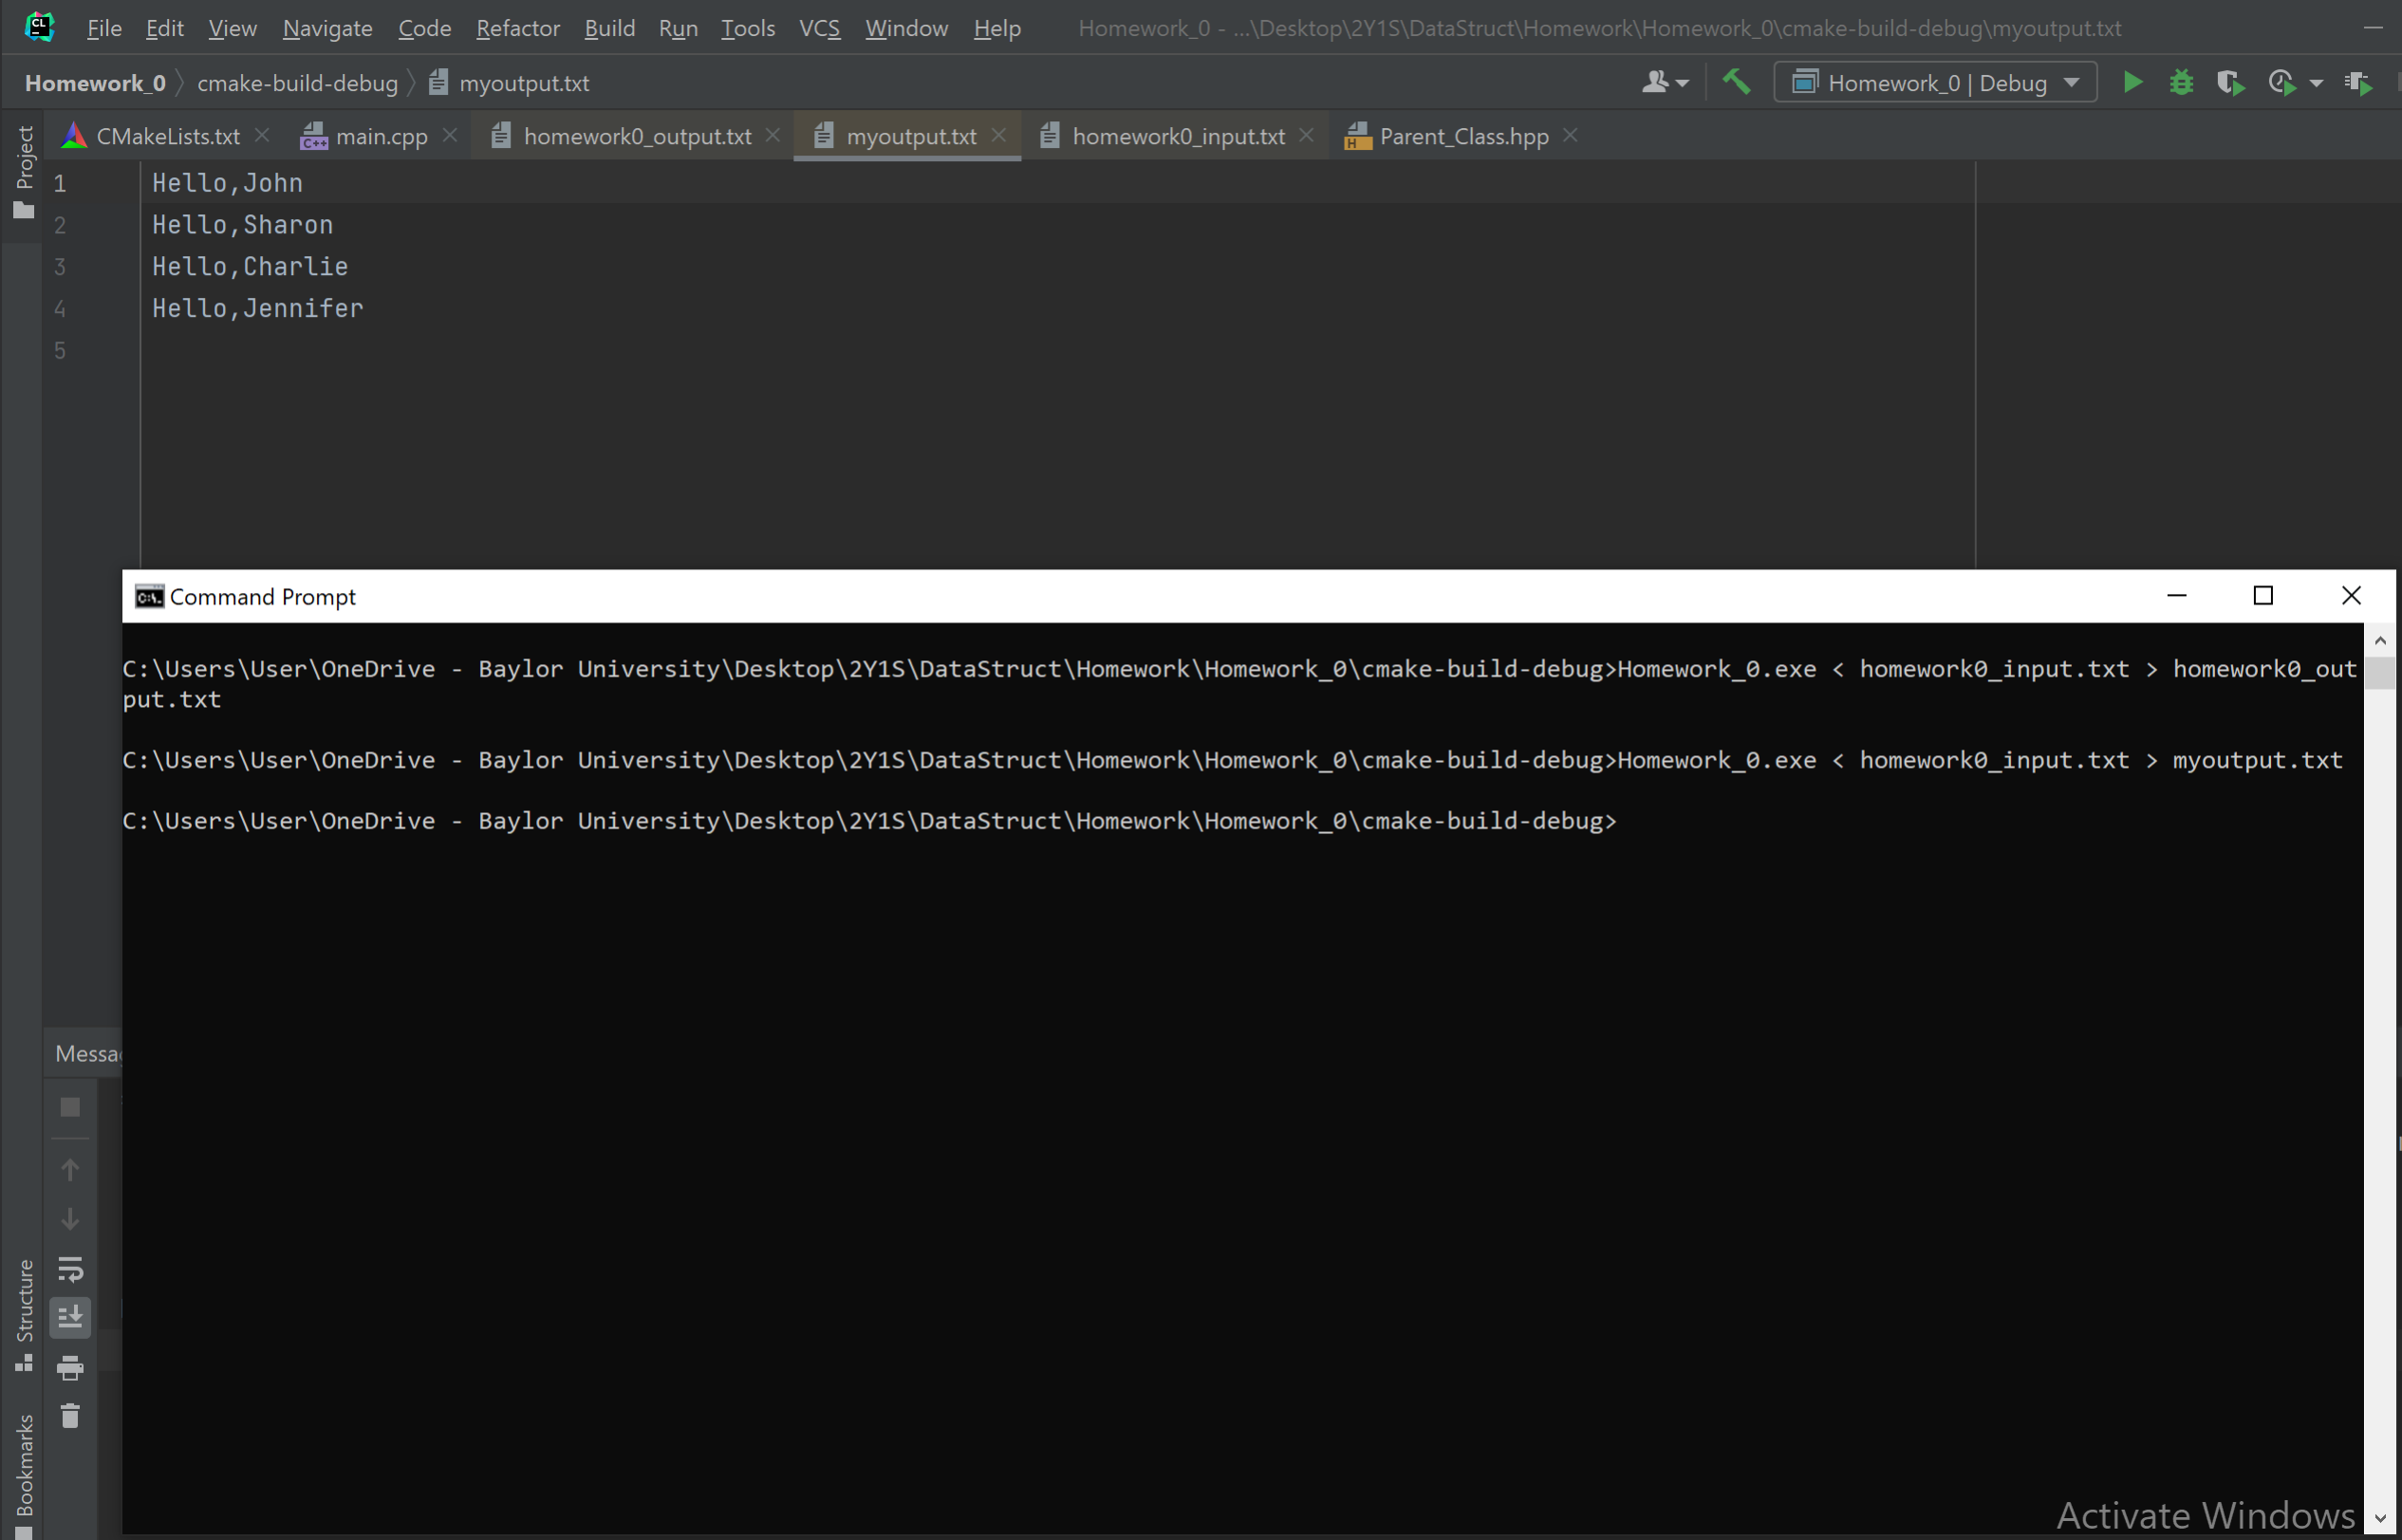 File Edit View Navigate Code Refactor Build Run Tools VCS Window Help Homework_0 - ...\Desktop\2Y1S\DataStruct\Homework\Homework_0\cmake-build-debug\myoutput.txt
Homework_0 cmake-build-debug myoutput.txt Homework_0 | Debug
CMakeLists.txt main.cpp homework0_output.txt myoutput.txt homework0_input.txt Parent_Class.hpp
Project
1 Hello,John
2 Hello,Sharon
3 Hello,Charlie
4 Hello,Jennifer
5
Command Prompt
C:\Users\User\OneDrive - Baylor University\Desktop\2Y1S\DataStruct\Homework\Homework_0\cmake-build-debug>Homework_0.exe < homework0_input.txt > homework0_out
put.txt
C:\Users\User\OneDrive - Baylor University\Desktop\2Y1S\DataStruct\Homework\Homework_0\cmake-build-debug>Homework_0.exe < homework0_input.txt > myoutput.txt
C:\Users\User\OneDrive - Baylor University\Desktop\2Y1S\DataStruct\Homework\Homework_0\cmake-build-debug>
Structure
Bookmarks
Activate Windows